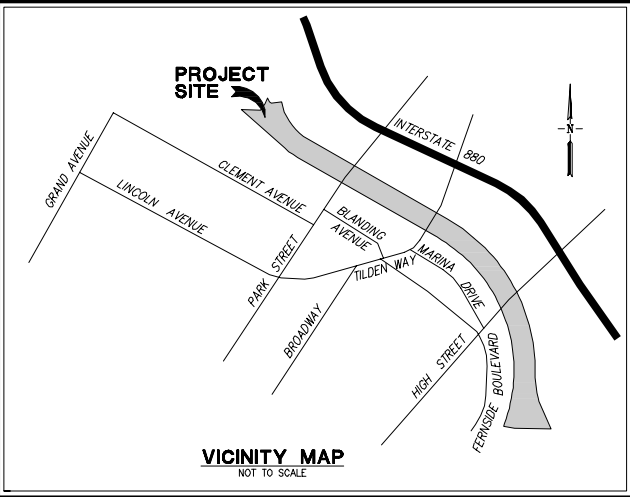 PROJECT
SITE
INTERSTATE 880
-N-
GRAND AVENUE
CLEMENT AVENUE
LINCOLN AVENUE
BLANDING
AVENUE
PARK STREET
TILDEN WAY
MARINA
DRIVE
BROADWAY
HIGH STREET
FERNSIDE BOULEVARD
VICINITY MAP
NOT TO SCALE